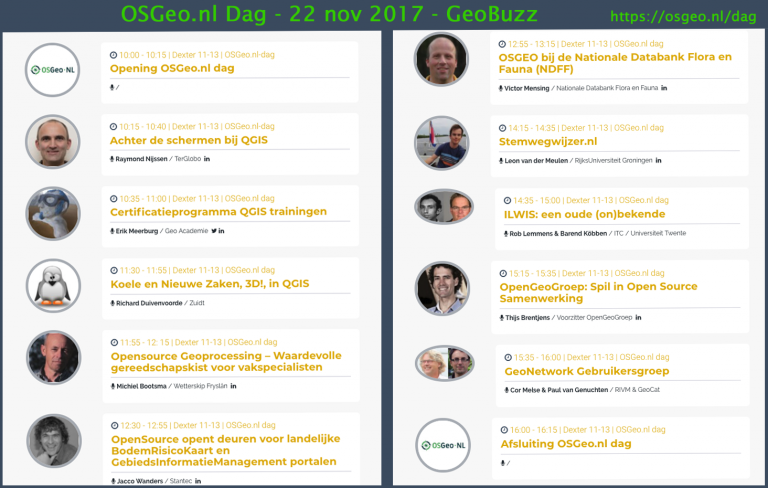 OSGeo.nl Dag - 22 nov 2017 - GeoBuzz
https://osgeo.nl/dag
OSGeo·NL
10:00 - 10:15 | Dexter 11-13 | OSGeo.nl-dag
Opening OSGeo.nl dag
/
10:15 - 10:40 | Dexter 11-13 | OSGeo.nl-dag
Achter de schermen bij QGIS
Raymond Nijssen / TerGlobo in
10:35 - 11:00 | Dexter 11-13 | OSGeo.nl dag
Certificatieprogramma QGIS trainingen
Erik Meerburg / Geo Academie in
11:30 - 11:55 | Dexter 11-13 | OSGeo.nl dag
Koele en Nieuwe Zaken, 3D!, in QGIS
Richard Duivenvoorde / Zuidt
11:55 - 12: 15 | Dexter 11-13 | OSGeo.nl dag
Opensource Geoprocessing – Waardevolle
gereedschapskist voor vakspecialisten
Michiel Bootsma / Wetterskip Fryslân in
12:30 - 12:55 | Dexter 11-13 | OSGeo.nl dag
OpenSource opent deuren voor landelijke
BodemRisicoKaart en
GebiedsInformatieManagement portalen
Jacco Wanders / Stantec in
12:55 - 13:15 | Dexter 11-13 | OSGeo.nl dag
OSGEO bij de Nationale Databank Flora en
Fauna (NDFF)
Victor Mensing / Nationale Databank Flora en Fauna in
14:15 - 14:35 | Dexter 11-13 | OSGeo.nl dag
Stemwegwijzer.nl
Leon van der Meulen / RijksUniversiteit Groningen in
14:35 - 15:00 | Dexter 11-13 | OSGeo.nl dag
ILWIS: een oude (on)bekende
Rob Lemmens & Barend Köbben / ITC / Universiteit Twente
15:15 - 15:35 | Dexter 11-13 | OSGeo.nl dag
OpenGeoGroep: Spil in Open Source
Samenwerking
Thijs Brentjens / Voorzitter OpenGeoGroep in
15:35 - 16:00 | Dexter 11-13 | OSGeo.nl dag
GeoNetwork Gebruikersgroep
Cor Melse & Paul van Genuchten / RIVM & GeoCat
OSGeo·NL
16:00 - 16:15 | Dexter 11-13 | OSGeo.nl dag
Afsluiting OSGeo.nl dag
/